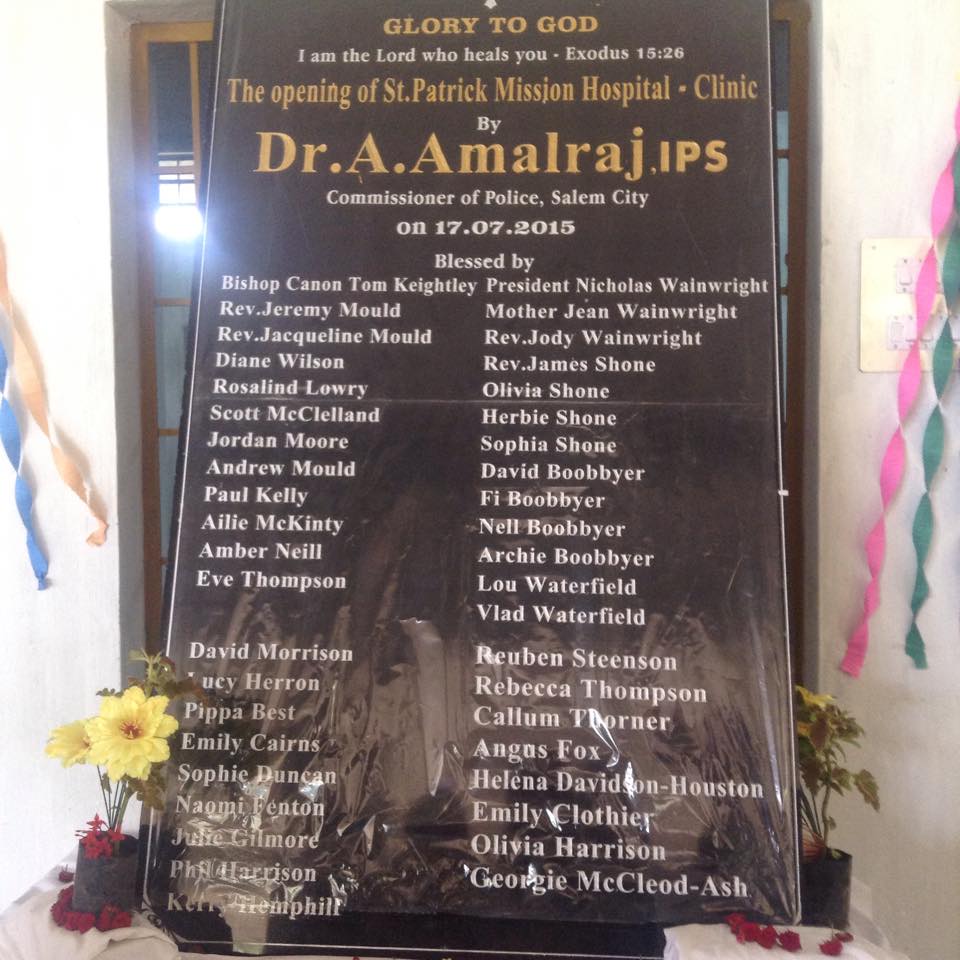 GLORY TO GOD
I am the Lord who heals you - Exodus 15:26
The opening of St.Patrick Mission Hospital - Clinic
By
Dr.A.Amalraj,IPS
Commissioner of Police, Salem City
on 17.07.2015
Blessed by
Bishop Canon Tom Keightley President Nicholas Wainwright
Rev.Jeremy Mould Mother Jean Wainwright
Rev.Jacqueline Mould Rev.Jody Wainwright
Diane Wilson Rev.James Shone
Rosalind Lowry Olivia Shone
Scott McClelland Herbie Shone
Jordan Moore Sophia Shone
Andrew Mould David Boobbyer
Paul Kelly Fi Boobbyer
Ailie McKinty Nell Boobbyer
Amber Neill Archie Boobbyer
Eve Thompson Lou Waterfield
Vlad Waterfield
David Morrison Reuben Steenson
Lucy Herron Rebecca Thompson
Pippa Best Callum Thorner
Emily Cairns Angus Fox
Sophie Duncan Helena Davidson-Houston
Naomi Fenton Emily Clothier
Julie Gilmore Olivia Harrison
Phil Harrison Georgie McCleod-Ash
Kerry Hemphill